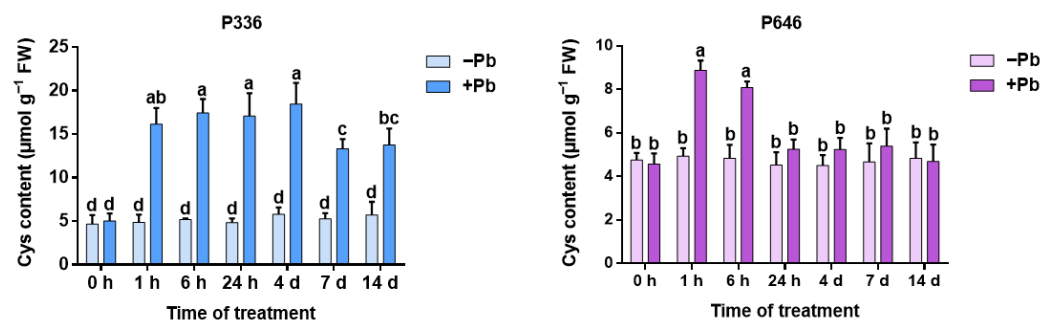 P336
Cys content (μmol g⁻¹ FW)
25
20
15
10
5
0
d d d ab d a d a d a d c d bc
0 h 1 h 6 h 24 h 4 d 7 d 14 d
Time of treatment
−Pb
+Pb
P646
Cys content (μmol g⁻¹ FW)
10
8
6
4
2
0
b b b a b a b b b b b b b b
0 h 1 h 6 h 24 h 4 d 7 d 14 d
Time of treatment
−Pb
+Pb